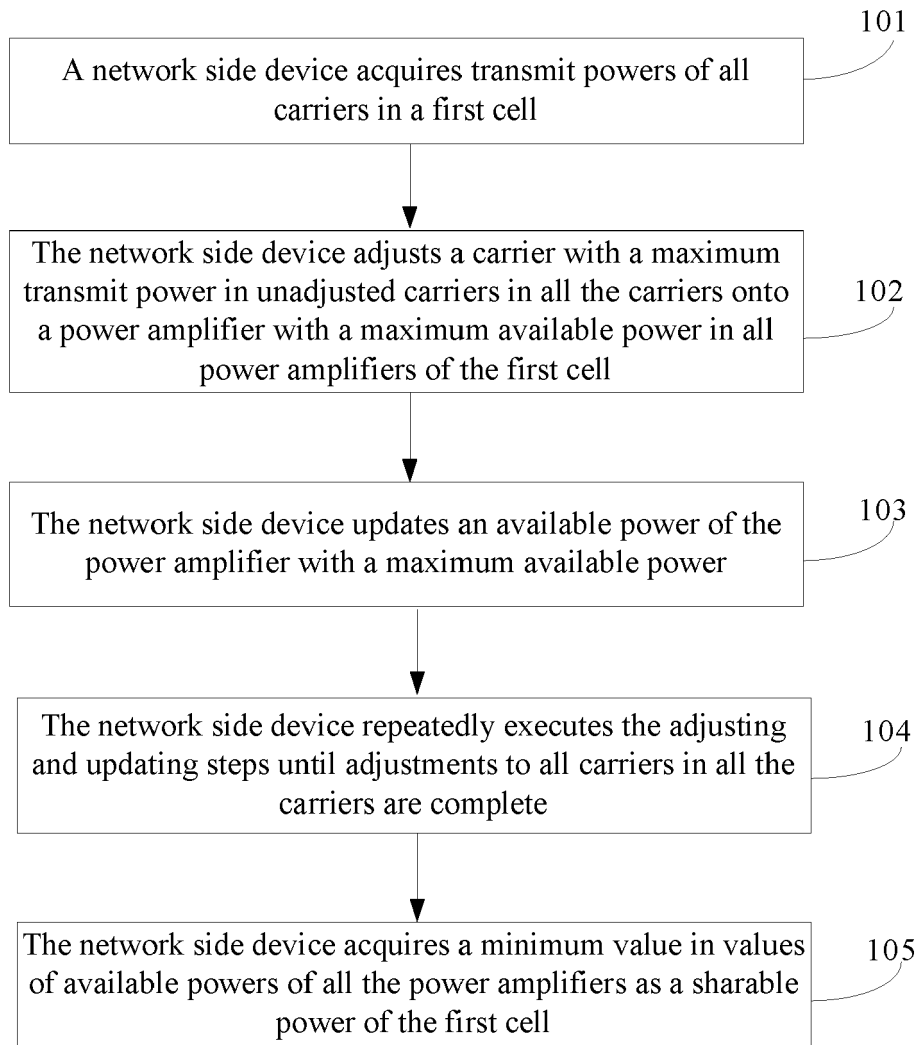 101
A network side device acquires transmit powers of all
carriers in a first cell
The network side device adjusts a carrier with a maximum
transmit power in unadjusted carriers in all the carriers onto
a power amplifier with a maximum available power in all
power amplifiers of the first cell
102
The network side device updates an available power of the
power amplifier with a maximum available power
103
The network side device repeatedly executes the adjusting
and updating steps until adjustments to all carriers in all the
carriers are complete
104
The network side device acquires a minimum value in values
of available powers of all the power amplifiers as a sharable
power of the first cell
105